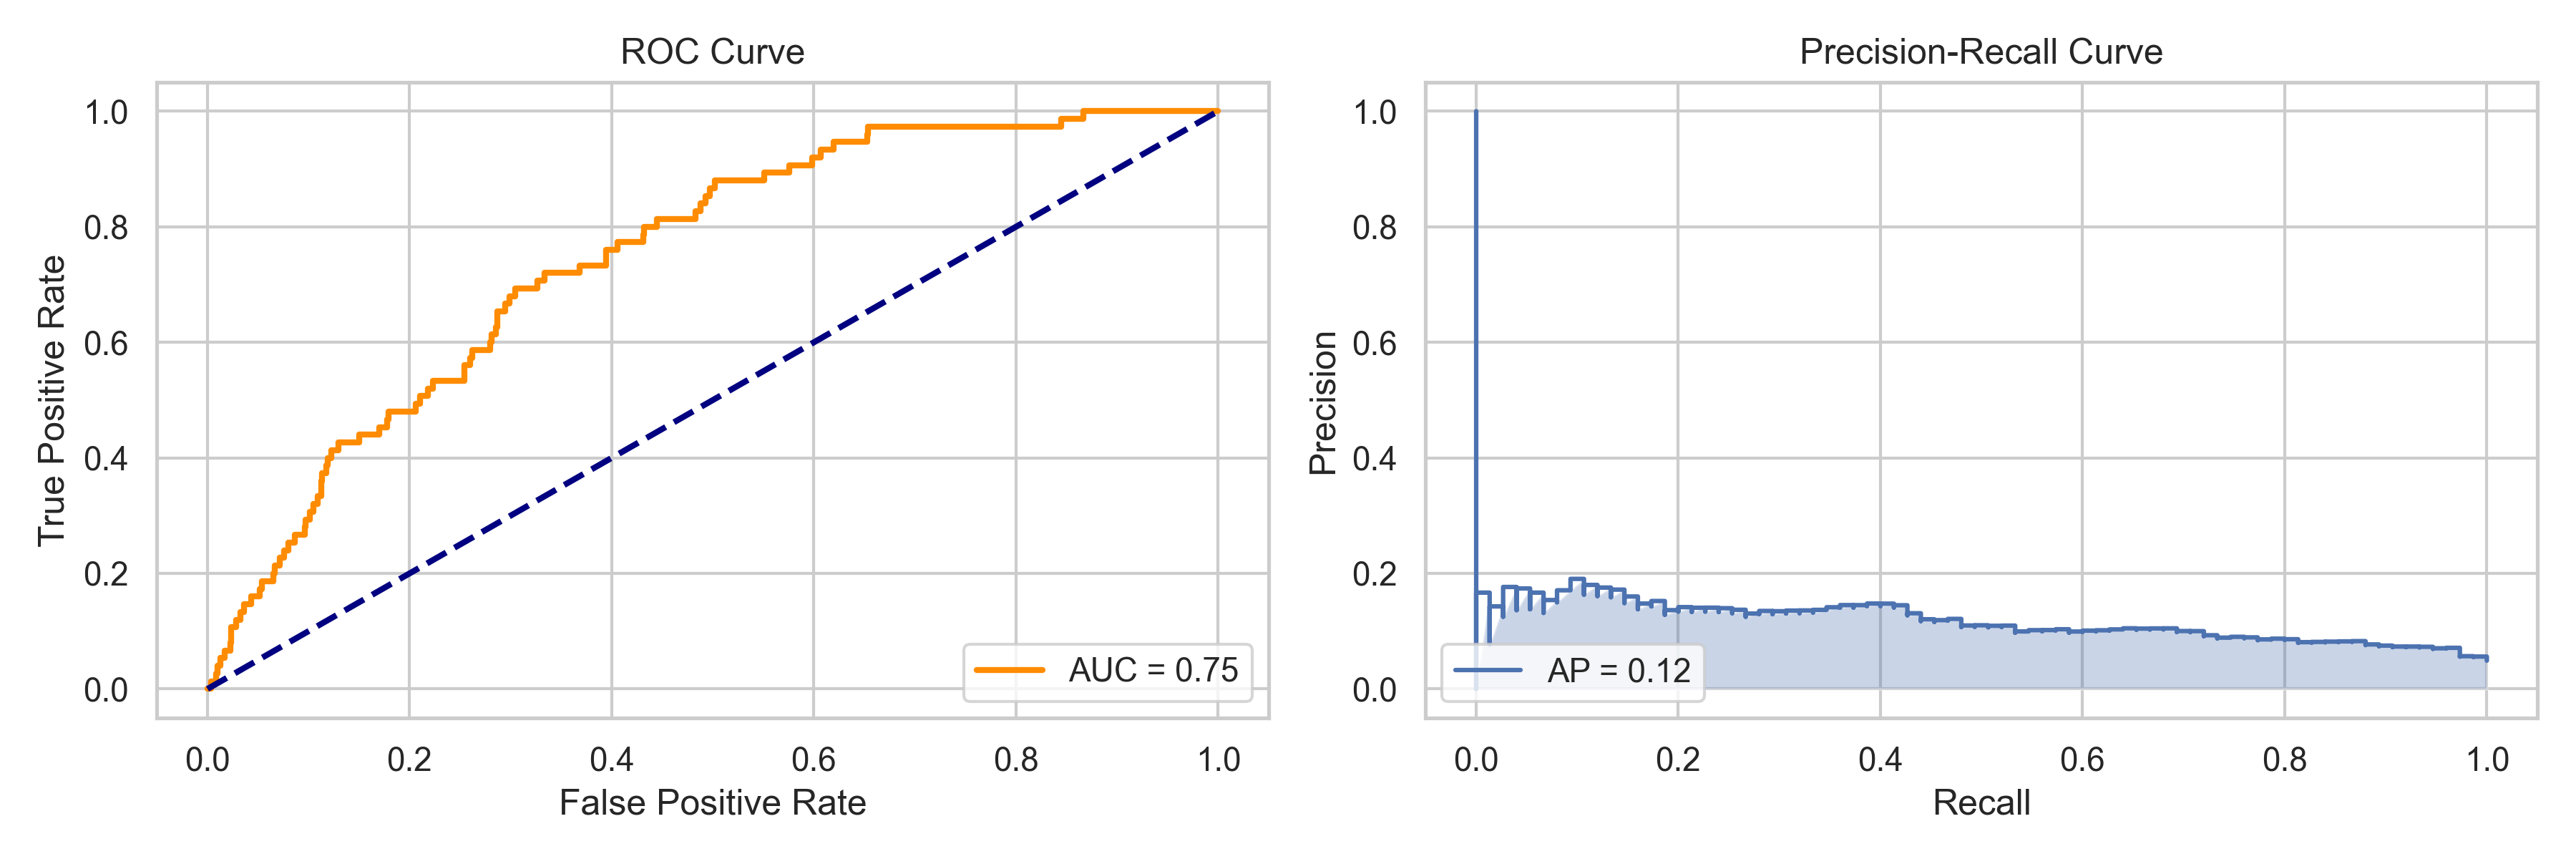 ROC Curve
1.0
0.8
0.6
0.4
0.2
0.0
True Positive Rate
AUC = 0.75
0.0 0.2 0.4 0.6 0.8 1.0
False Positive Rate
Precision-Recall Curve
1.0
0.8
0.6
0.4
0.2
0.0
Precision
AP = 0.12
0.0 0.2 0.4 0.6 0.8 1.0
Recall